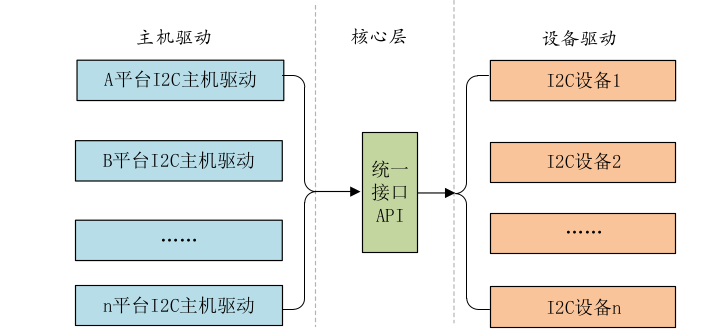 主机驱动
核心层
设备驱动
A平台I2C主机驱动
B平台I2C主机驱动
……
n平台I2C主机驱动
统一
接口
API
I2C设备1
I2C设备2
……
I2C设备n